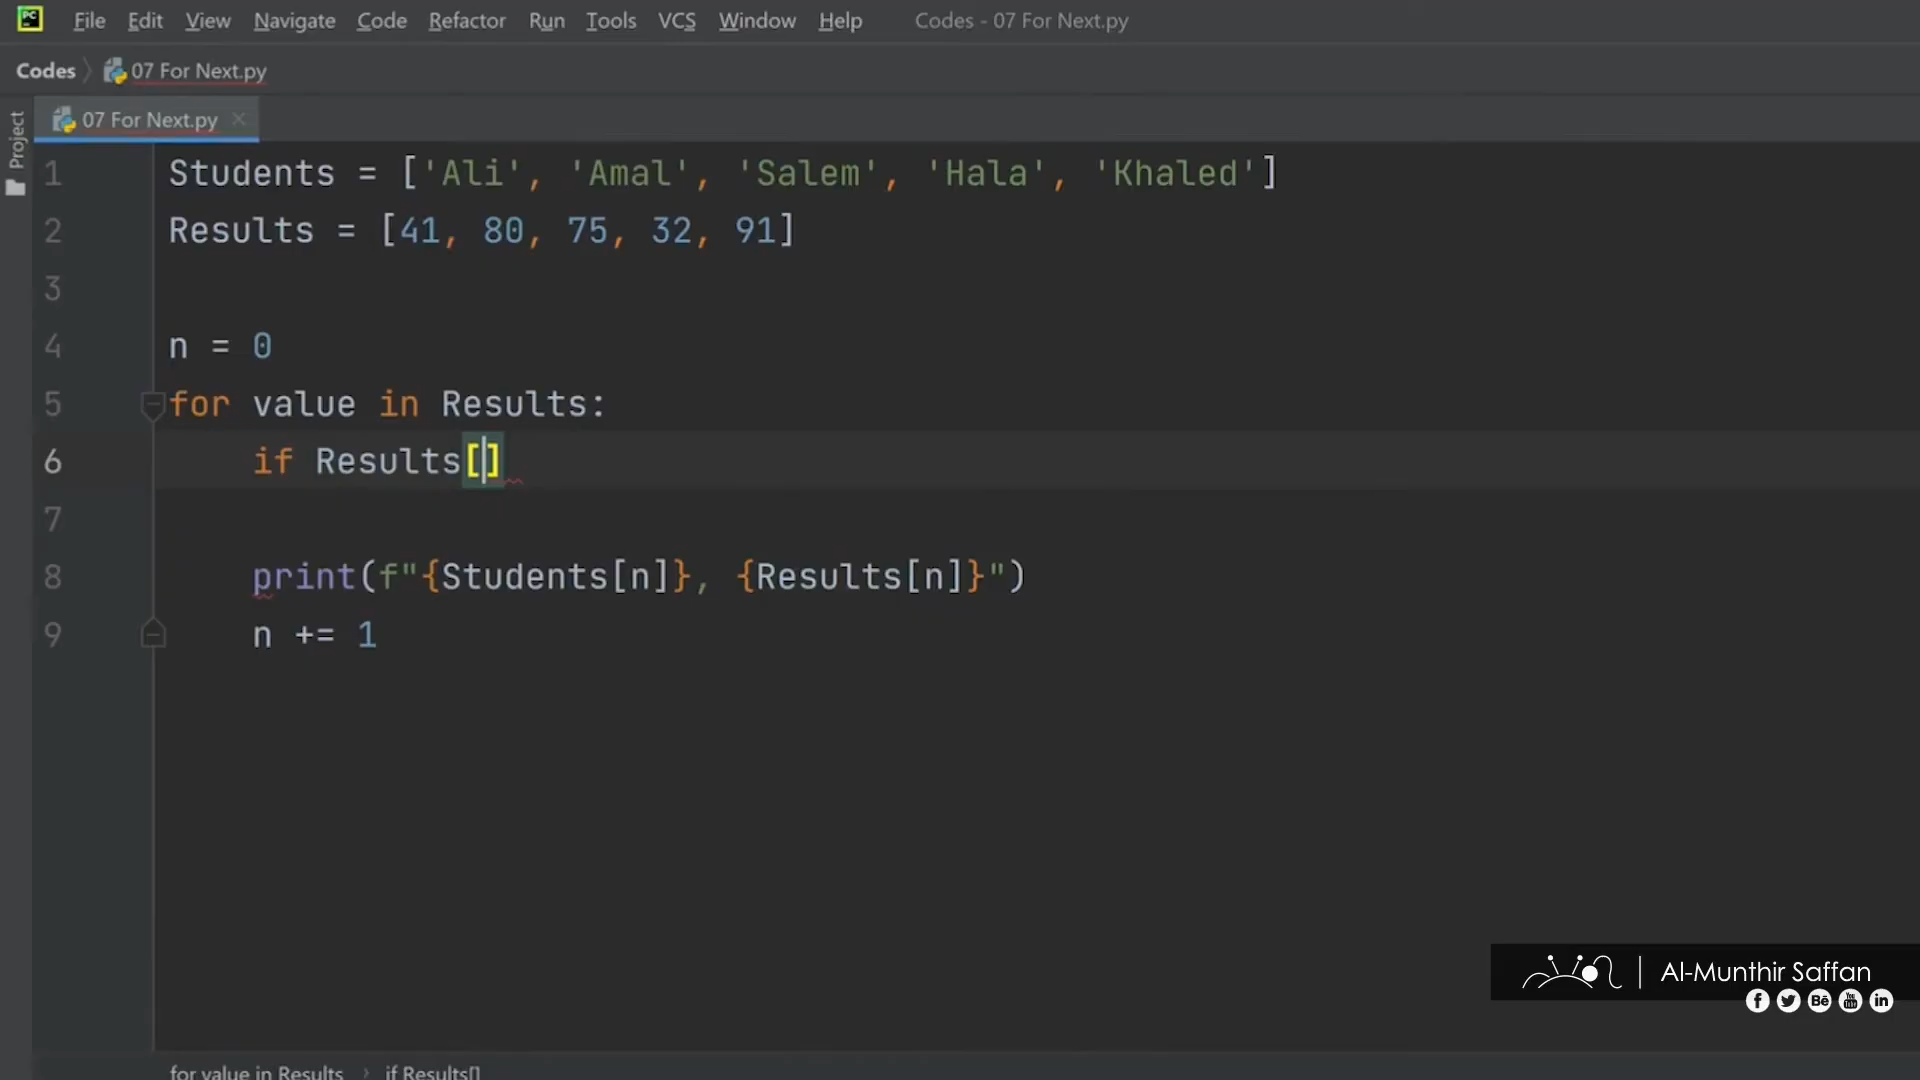 File Edit View Navigate Code Refactor Run Tools VCS Window Help Codes - 07 For Next.py
Codes 07 For Next.py
07 For Next.py
Project
1 Students = ['Ali', 'Amal', 'Salem', 'Hala', 'Khaled']
2 Results = [41, 80, 75, 32, 91]
3
4 n = 0
5 for value in Results:
6 if Results[]
7
8 print(f"{Students[n]}, {Results[n]}")
9 n += 1
Al-Munthir Saffan
for value in Results › if Results[]